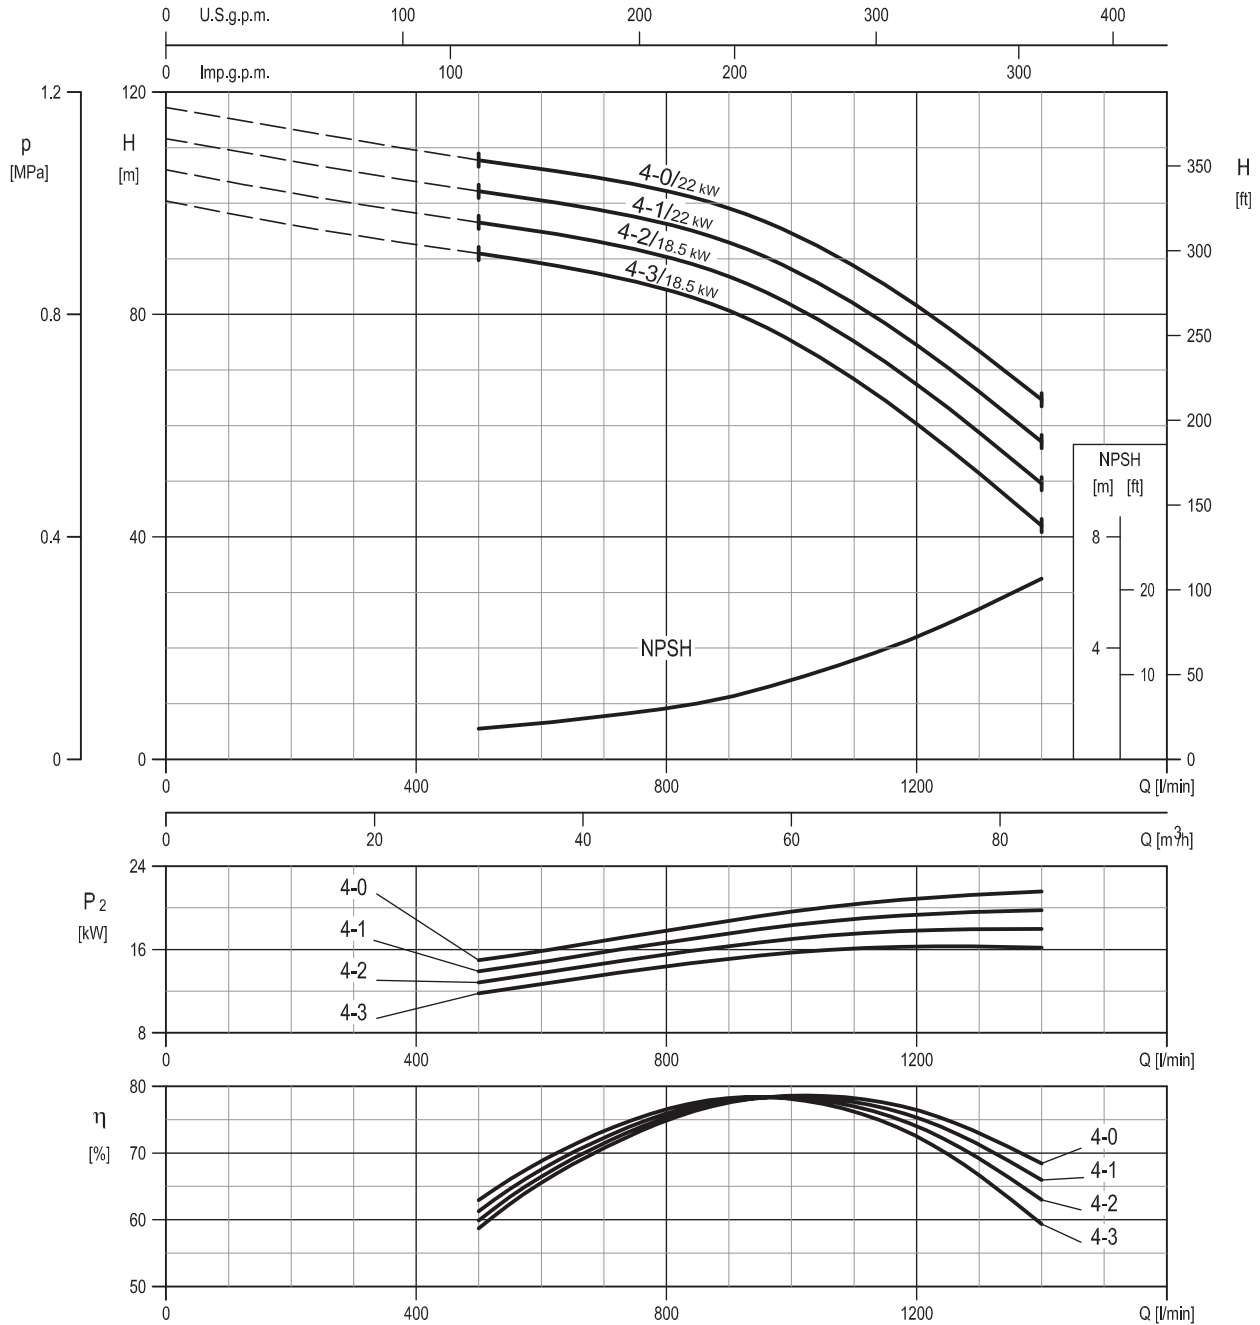 0 U.S.g.p.m. 100 200 300 400
0 Imp.g.p.m. 100 200 300
1.2 120
p H
[MPa] [m]
350 H
[ft]
4-0/22 kW
4-1/22 kW
4-2/18.5 kW
4-3/18.5 kW
300
0.8 80
250
200
NPSH
[m] [ft]
150
0.4 40 8
20 100
NPSH 4
10 50
0 0 0
0 400 800 1200 Q [l/min]
0 20 40 60 80 Q [m³/h]
24
P2
[kW]
4-0
4-1
16
4-2
4-3
8
0 400 800 1200 Q [l/min]
80
η
[%]
70
60
50
4-0
4-1
4-2
4-3
0 400 800 1200 Q [l/min]